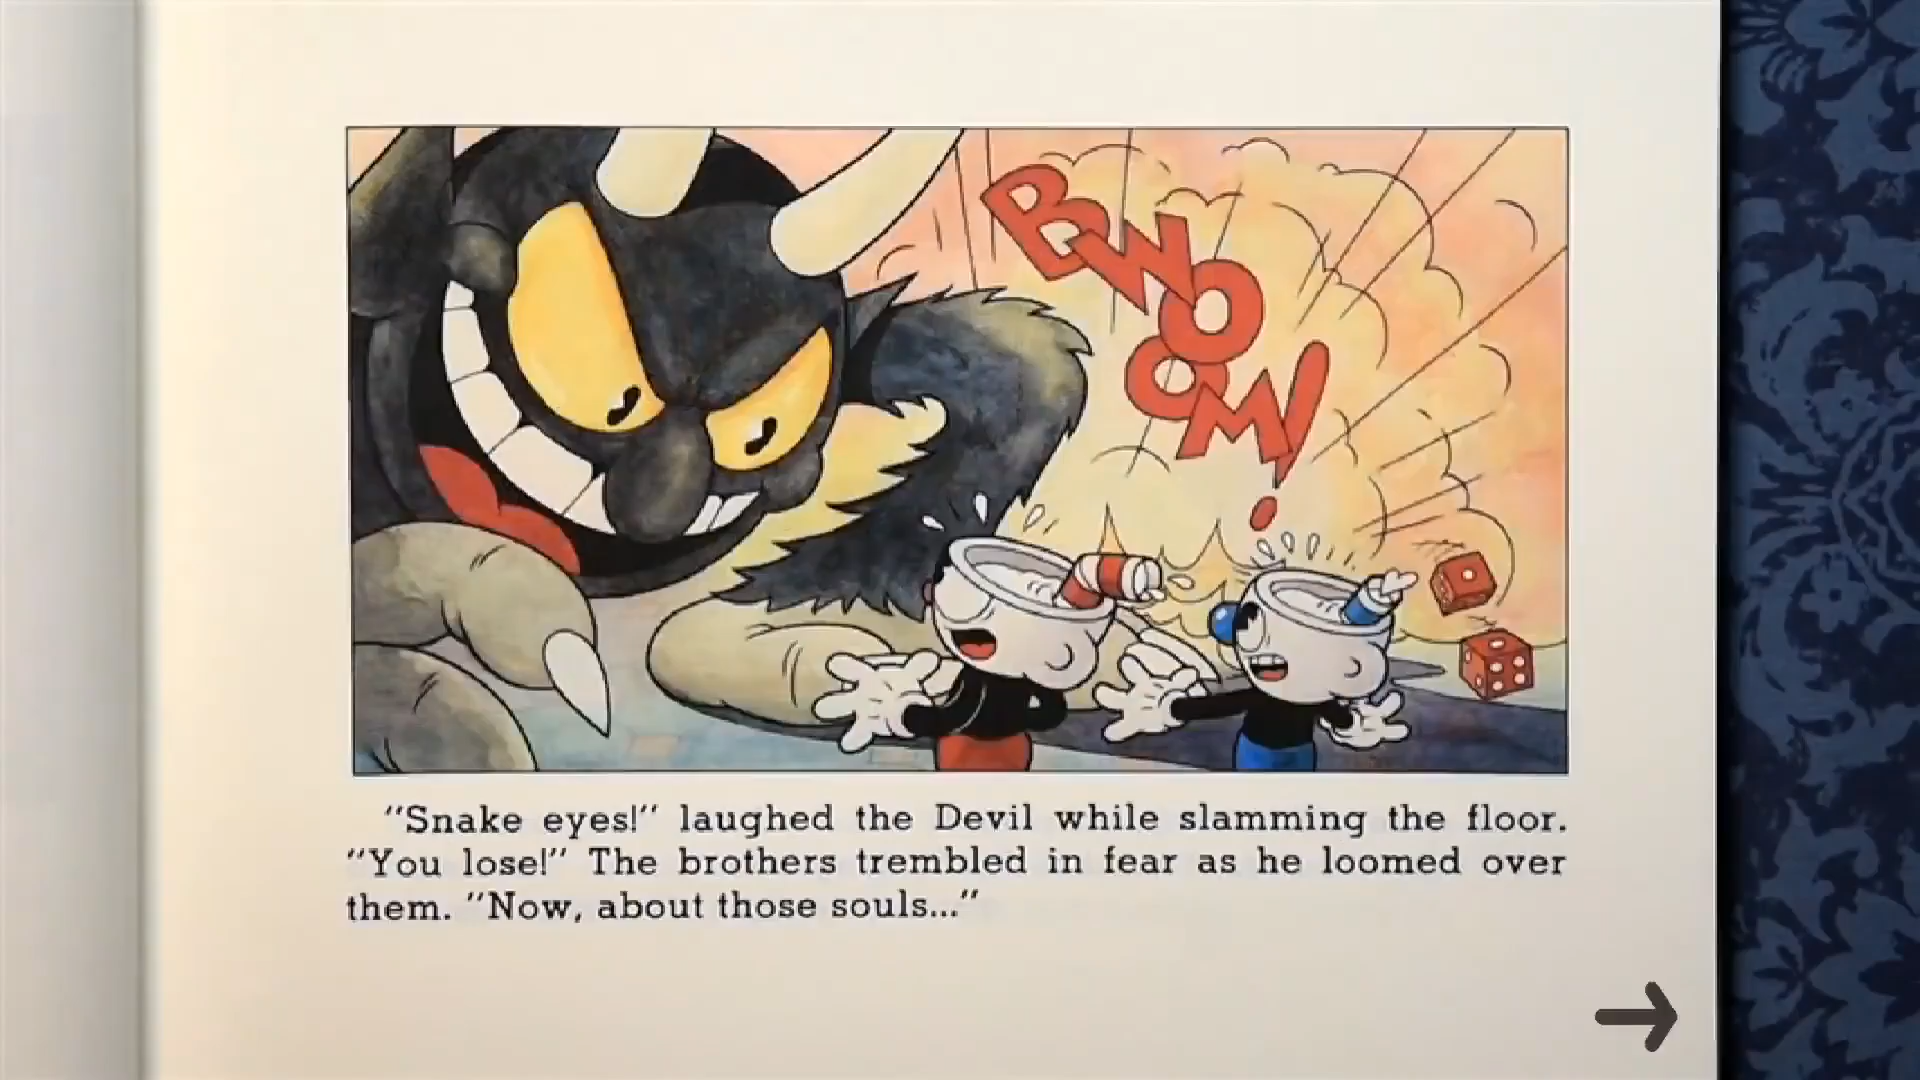 BWOOM!
"Snake eyes!" laughed the Devil while slamming the floor.
"You lose!" The brothers trembled in fear as he loomed over
them. "Now, about those souls..."